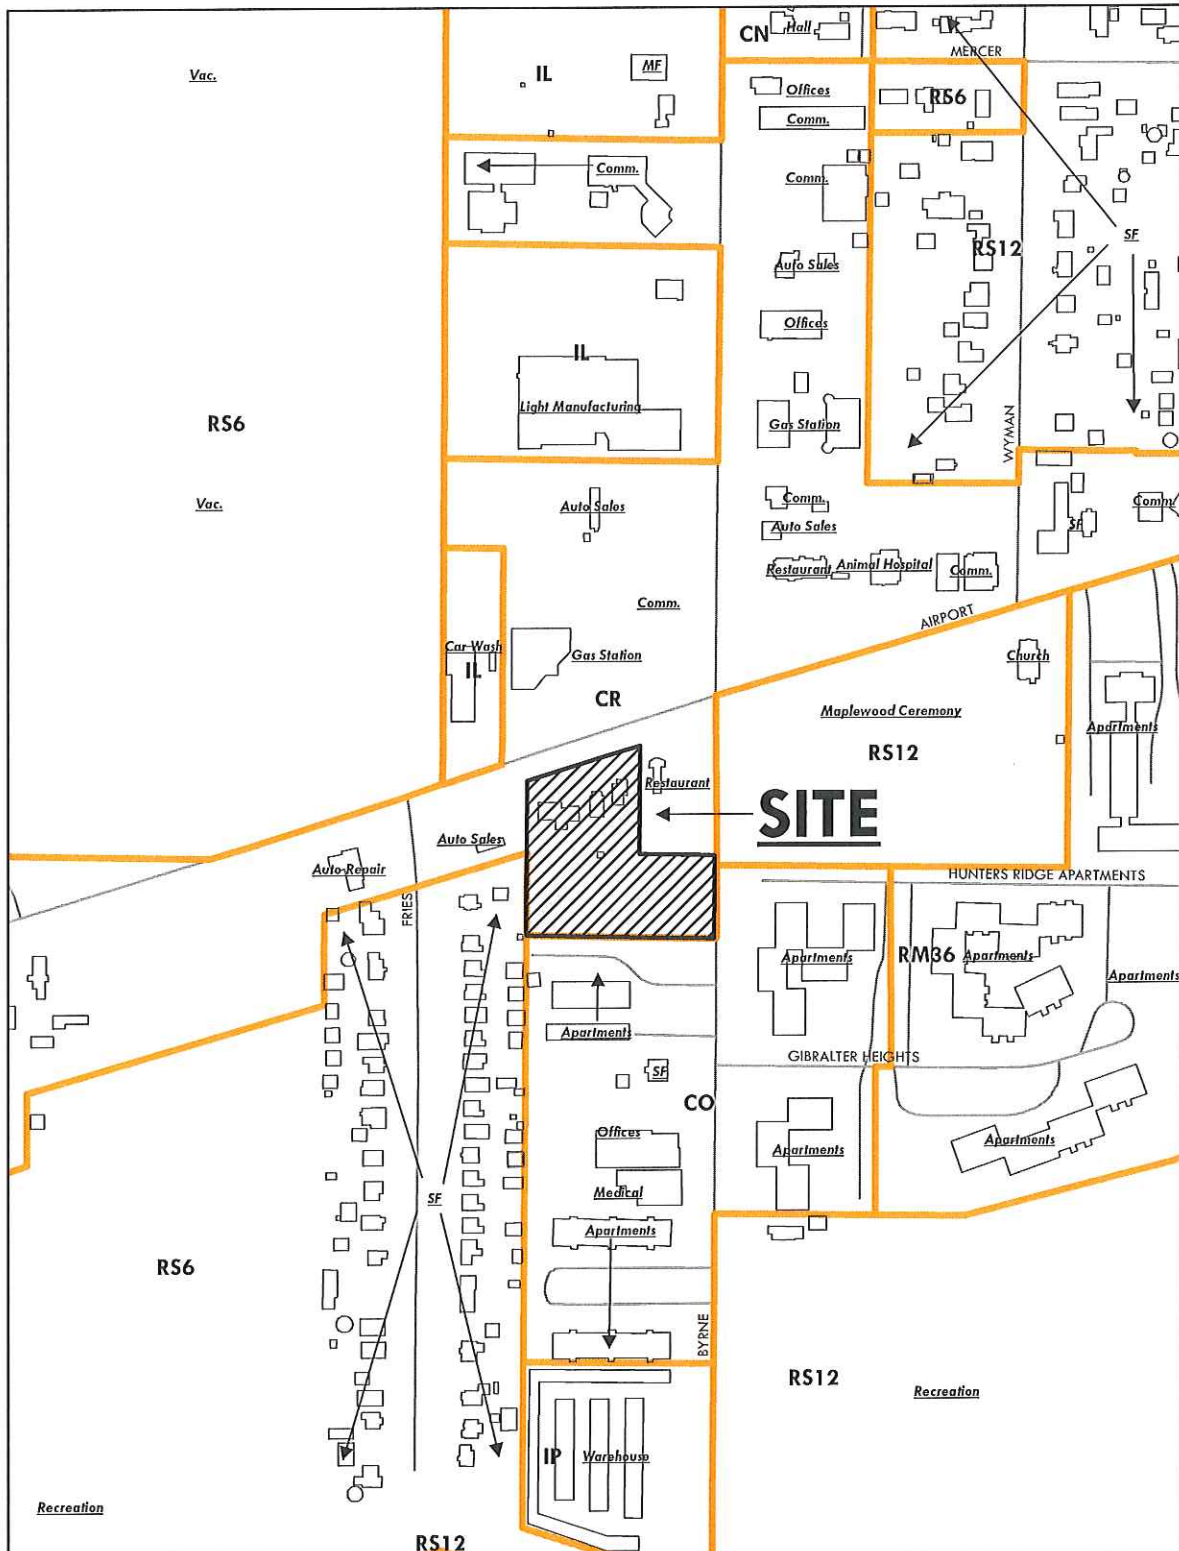 CN
Hall
MERCER
Vac.
IL
MF
Offices
RS6
Comm.
Comm.
Comm.
SF
RS12
Auto Sales
Offices
IL
Light Manufacturing
RS6
Gas Station
WYMAN
Vac.
Auto Sales
Comm.
Comm.
Auto Sales
SF
Restaurant
Animal Hospital
Comm.
Comm.
AIRPORT
Car Wash
Gas Station
Church
IL
CR
Maplewood Ceremony
Apartments
RS12
Restaurant
SITE
Auto Sales
Auto Repair
HUNTERS RIDGE APARTMENTS
FRIES
Apartments
RM36
Apartments
Apartments
Apartments
GIBRALTER HEIGHTS
SF
CO
Offices
Apartments
Apartments
Medical
SF
Apartments
RS6
BYRNE
RS12
Recreation
IP
Warehouse
Recreation
RS12